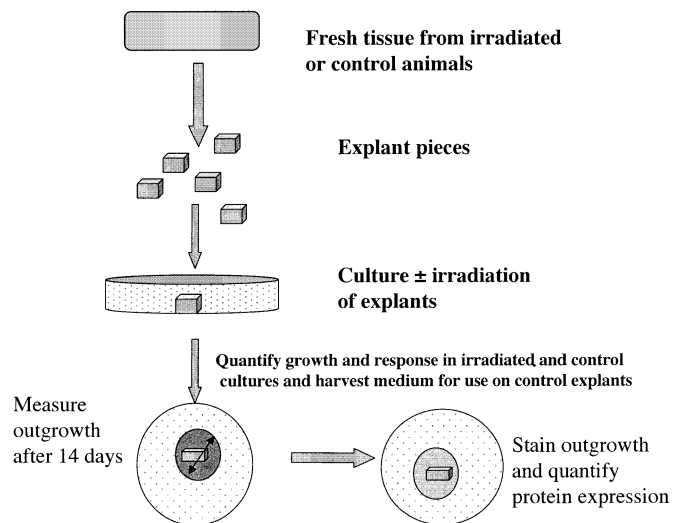 Fresh tissue from irradiated
or control animals
Explant pieces
Culture ± irradiation
of explants
Quantify growth and response in irradiated, and control
cultures and harvest medium for use on control explants
Measure
outgrowth
after 14 days
Stain outgrowth
and quantify
protein expression